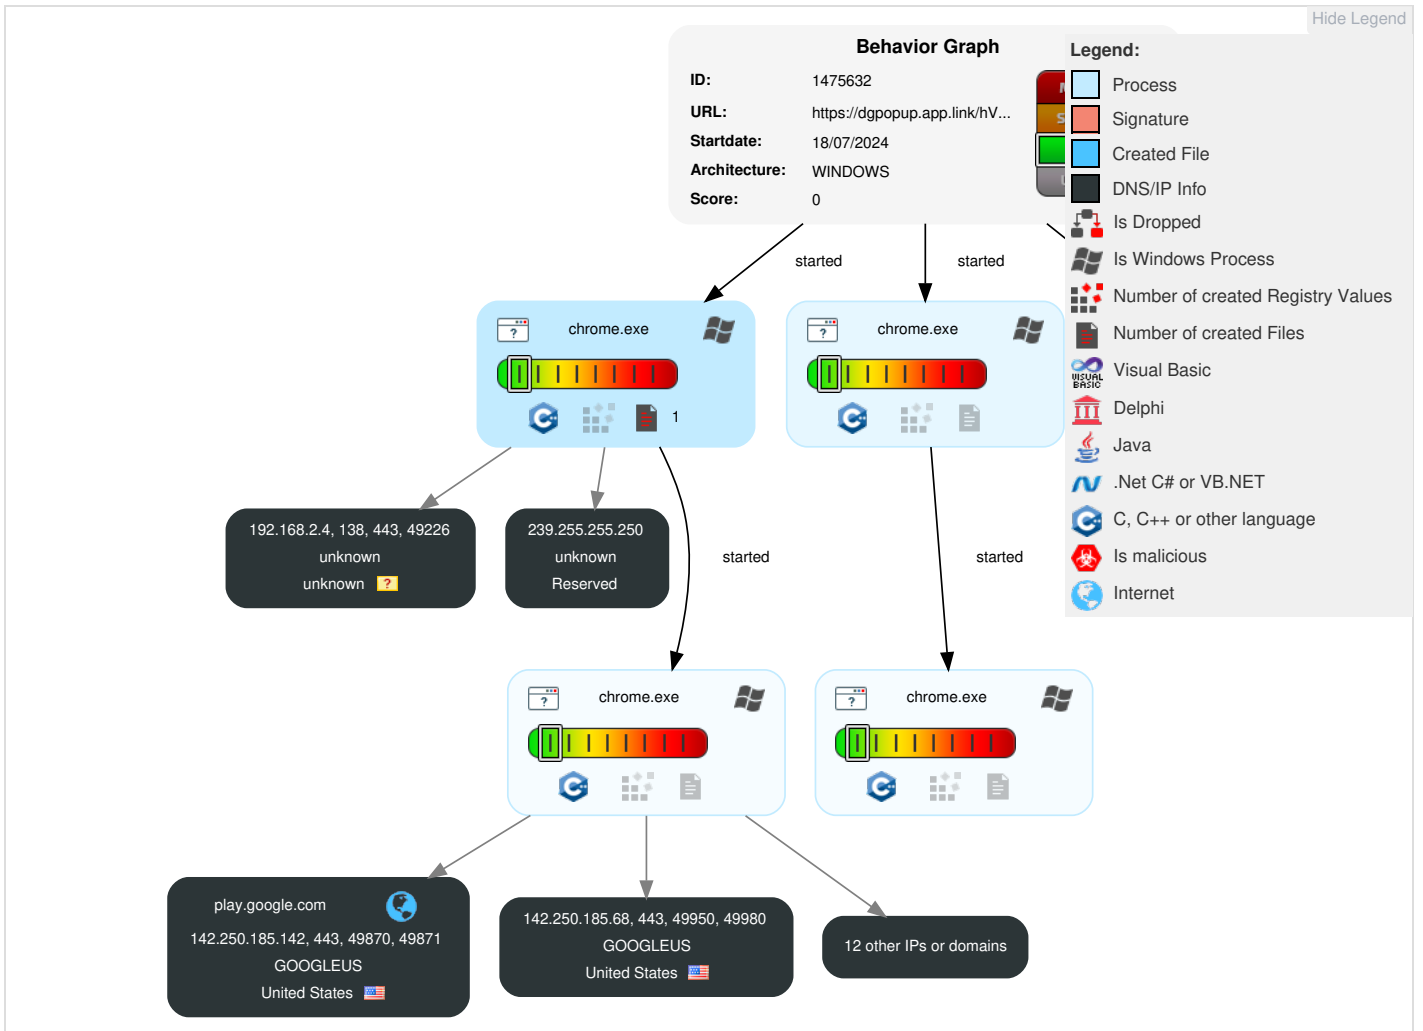 Hide Legend
Behavior Graph
ID: 1475632
URL: https://dgpopup.app.link/hV...
Startdate: 18/07/2024
Architecture: WINDOWS
Score: 0
Legend:
Process
Signature
Created File
DNS/IP Info
Is Dropped
Is Windows Process
Number of created Registry Values
Number of created Files
VISUAL BASIC
Visual Basic
Delphi
Java
.Net C# or VB.NET
C, C++ or other language
Is malicious
Internet
started
started
chrome.exe
1
chrome.exe
192.168.2.4, 138, 443, 49226
unknown
unknown
239.255.255.250
unknown
Reserved
started
started
chrome.exe
chrome.exe
play.google.com
142.250.185.142, 443, 49870, 49871
GOOGLEUS
United States
142.250.185.68, 443, 49950, 49980
GOOGLEUS
United States
12 other IPs or domains